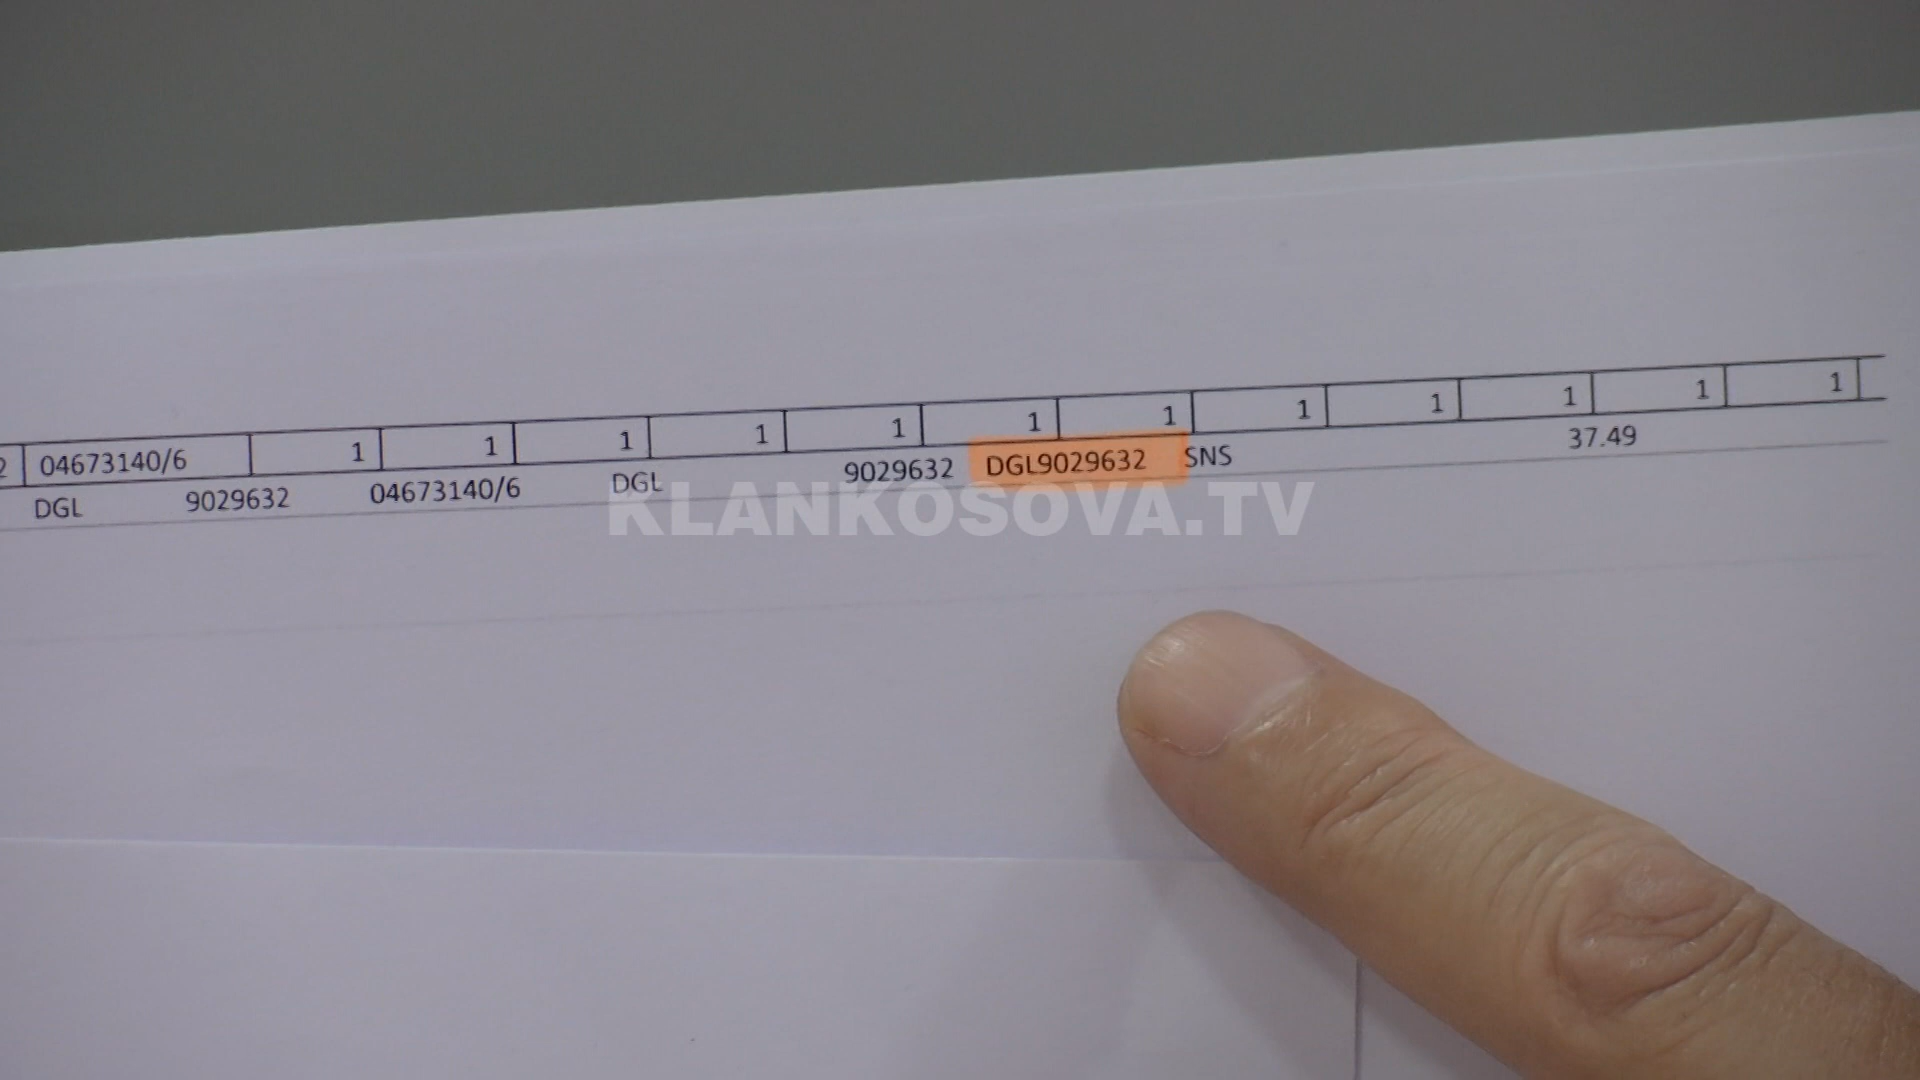 2 04673140/6 1 1 1 1 1 1 1 1 1 1 1 1
DGL 9029632 04673140/6 DGL 9029632 DGL9029632 SNS 37.49
KLANKOSOVA.TV